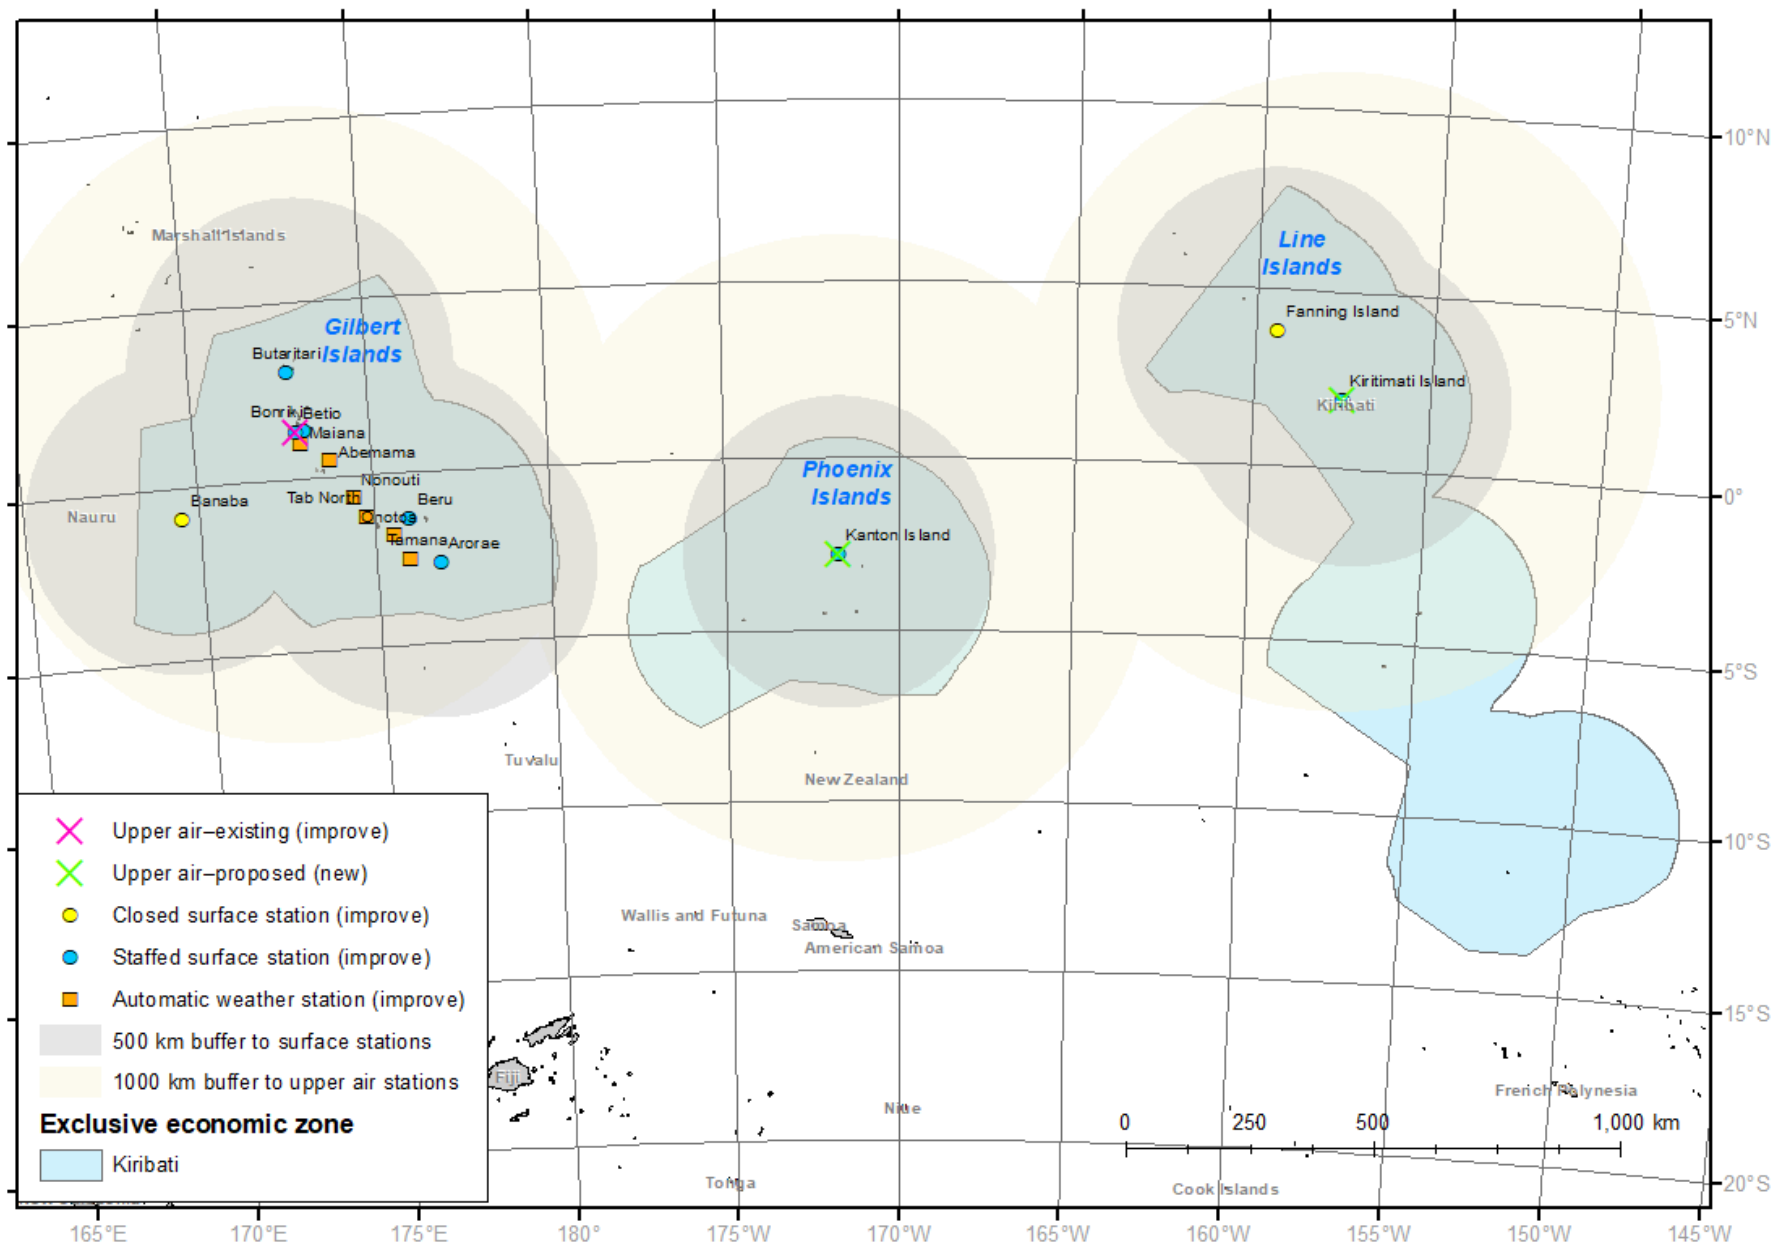 10°N
Marshall Islands
Line
Islands
5°N
Fanning Island
Gilbert
Islands
Butaritari
Kiritimati Island
Kiribati
Bonriki
Betio
Maiana
Abemama
Phoenix
Islands
Nonouti
Tab North
Beru
0°
Banaba
Nauru
Onotoa
Kanton Island
Tamana
Arorae
5°S
Tuvalu
New Zealand
10°S
Wallis and Futuna
Samoa
American Samoa
15°S
Fiji
French Polynesia
Niue
0 250 500 1,000 km
Tonga
Cook Islands
20°S
Upper air–existing (improve)
Upper air–proposed (new)
Closed surface station (improve)
Staffed surface station (improve)
Automatic weather station (improve)
500 km buffer to surface stations
1000 km buffer to upper air stations
Exclusive economic zone
Kiribati
165°E 170°E 175°E 180° 175°W 170°W 165°W 160°W 155°W 150°W 145°W